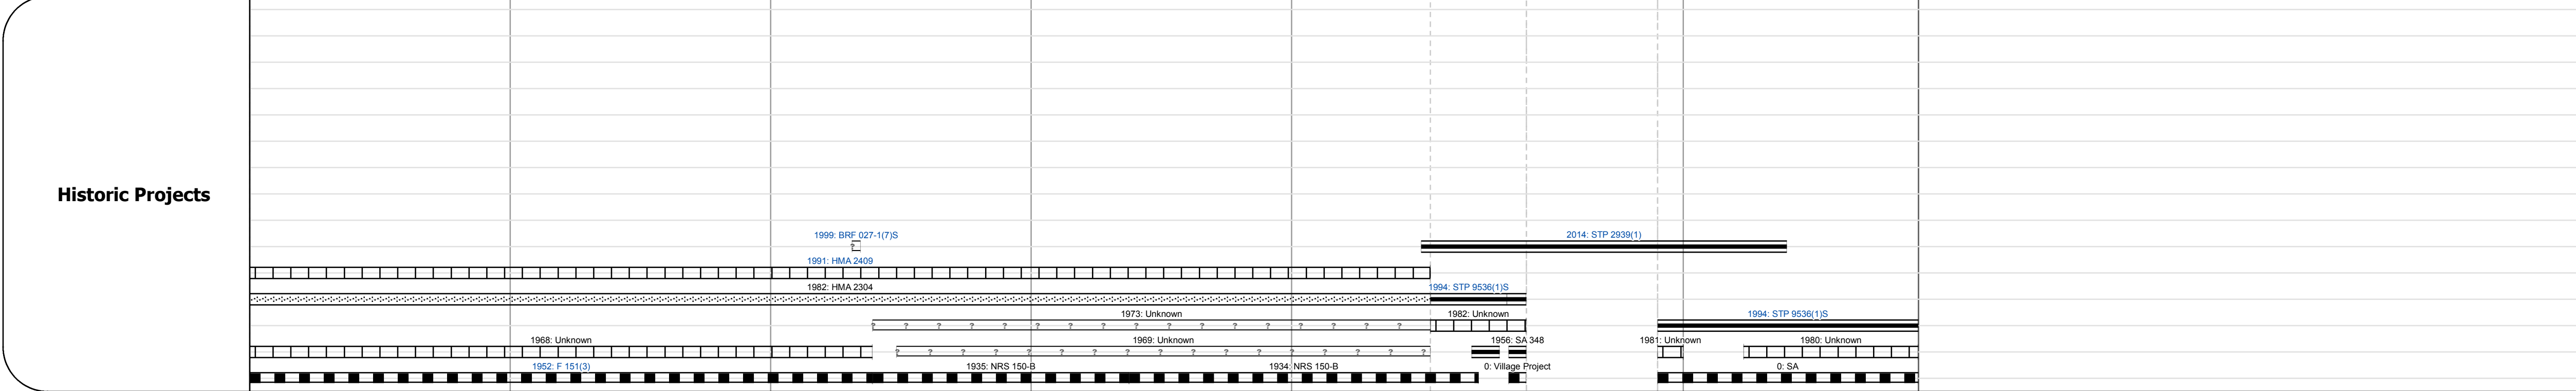 Historic Projects
1999: BRF 027-1(7)S
2014: STP 2939(1)
1991: HMA 2409
1982: HMA 2304
1994: STP 9536(1)S
1973: Unknown
1982: Unknown
1994: STP 9536(1)S
1968: Unknown
1969: Unknown
1956: SA 348
1981: Unknown
1980: Unknown
1952: F 151(3)
1935: NRS 150-B
1934: NRS 150-B
0: Village Project
0: SA